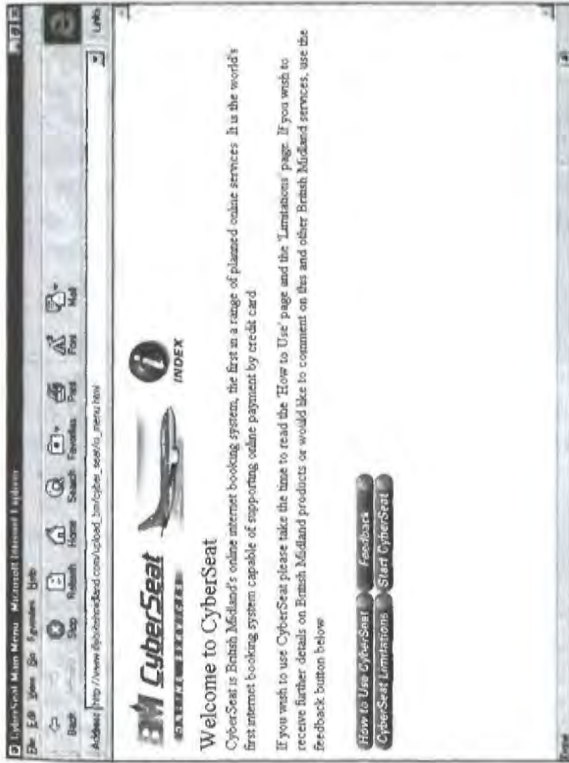 CyberSeat Main Menu - Microsoft Internet Explorer
File Edit View Go Favorites Help
Back Stop Refresh Home Search Favorites Print Font Mail
Links
BM CyberSeat
ONLINE SERVICES
INDEX
Welcome to CyberSeat
CyberSeat is British Midland's online internet booking system, the first in a range of planned online services It is the world's
first internet booking system capable of supporting online payment by credit card
If you wish to use CyberSeat please take the time to read the 'How to Use' page and the 'Limitations' page. If you wish to
receive further details on British Midland products or would like to comment on this and other British Midland services, use the
feedback button below
How to Use CyberSeat Feedback
CyberSeat Limitations Start CyberSeat